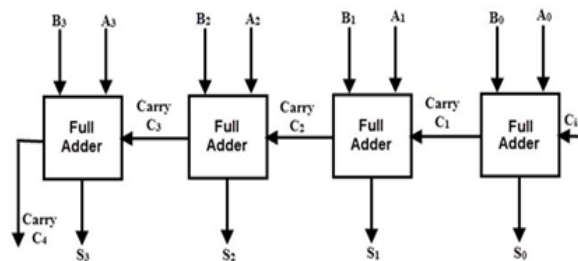 B3 A3 B2 A2 B1 A1 B0 A0
Carry C3 Carry C2 Carry C1 Ci
Full Adder Full Adder Full Adder Full Adder
Carry C4
S3 S2 S1 S0